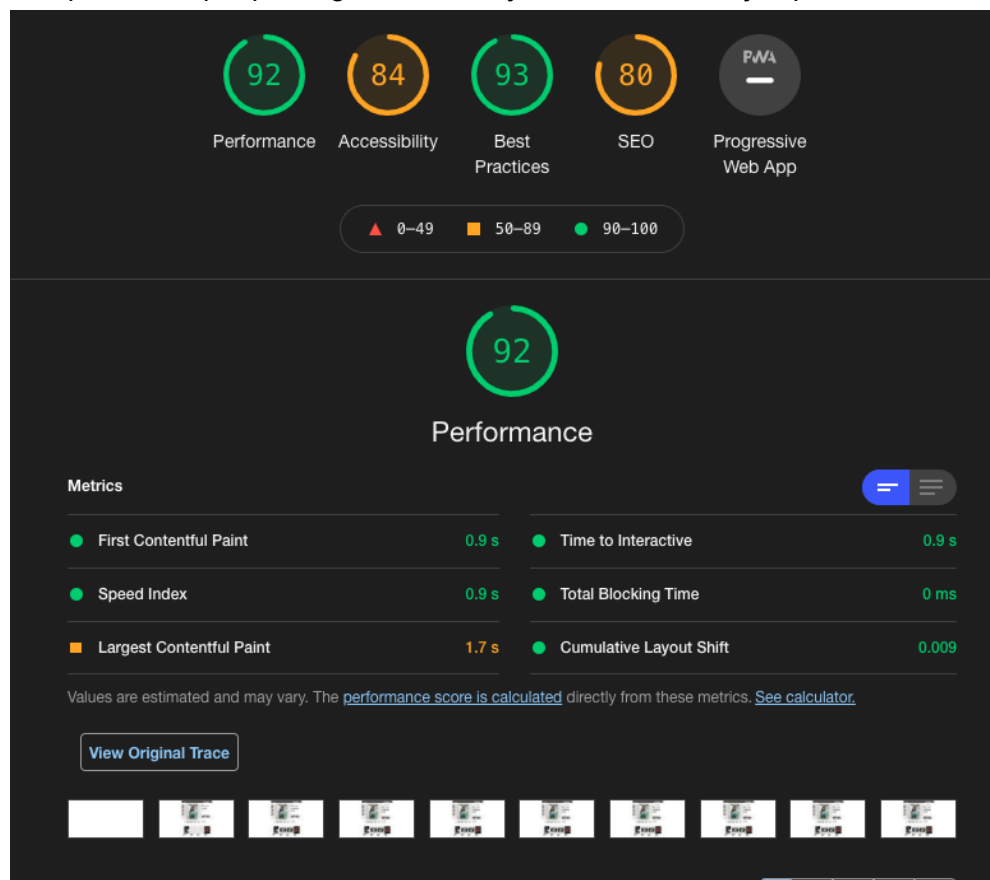 92
84
93
80
PWA
Performance
Accessibility
Best
Practices
SEO
Progressive
Web App
0–49
50–89
90–100
92
Performance
Metrics
First Contentful Paint 0.9 s
Time to Interactive 0.9 s
Speed Index 0.9 s
Total Blocking Time 0 ms
Largest Contentful Paint 1.7 s
Cumulative Layout Shift 0.009
Values are estimated and may vary. The performance score is calculated directly from these metrics. See calculator.
View Original Trace